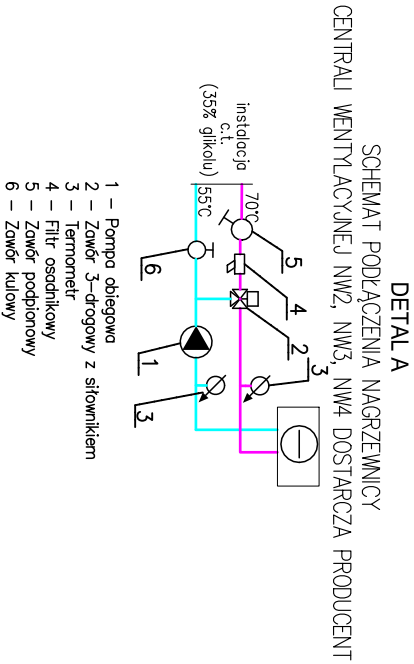 DETAL A
SCHEMAT PODŁĄCZENIA NAGRZEWNICY
CENTRALI WENTYLACYJNEJ NW2, NW3, NW4 DOSTARCZA PRODUCENT
instalacja
c.t.
(35% glikolu)
70°C
55°C
5
4
2
3
6
1
3
1 – Pompa obiegowa
2 – Zawór 3–drogowy z siłownikiem
3 – Termometr
4 – Filtr osadnikowy
5 – Zawór podpionowy
6 – Zawór kulowy